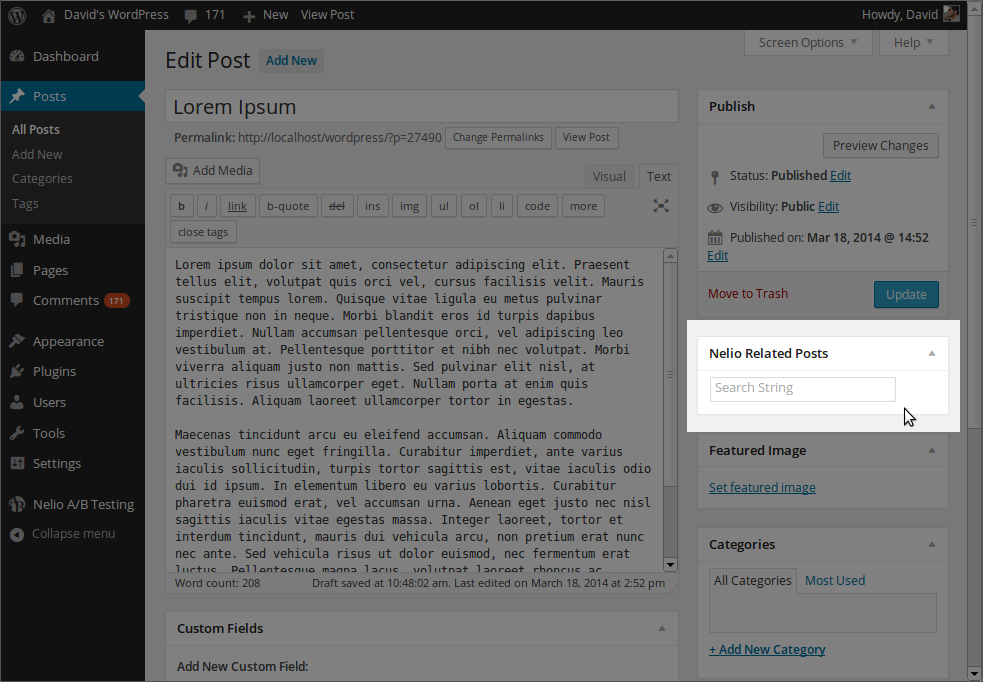 David's WordPress 171 New View Post Howdy, David
Dashboard
Posts
All Posts
Add New
Categories
Tags
Media
Pages
Comments 171
Appearance
Plugins
Users
Tools
Settings
Nelio A/B Testing
Collapse menu
Screen Options Help
Edit Post Add New
Lorem Ipsum
Permalink: http://localhost/wordpress/?p=27490 Change Permalinks View Post
Add Media Visual Text
b i link b-quote del ins img ul ol li code more
close tags
Lorem ipsum dolor sit amet, consectetur adipiscing elit. Praesent
tellus elit, volutpat quis orci vel, cursus facilisis velit. Mauris
suscipit tempus lorem. Quisque vitae ligula eu metus pulvinar
tristique non in neque. Morbi blandit eros id turpis dapibus
imperdiet. Nullam accumsan pellentesque orci, vel adipiscing leo
vestibulum at. Pellentesque porttitor et nibh nec volutpat. Morbi
viverra aliquam justo non mattis. Sed pulvinar elit nisl, at
ultricies risus ullamcorper eget. Nullam porta at enim quis
facilisis. Aliquam laoreet ullamcorper tortor in egestas.
Maecenas tincidunt arcu eu eleifend accumsan. Aliquam commodo
vestibulum nunc eget fringilla. Curabitur imperdiet, ante varius
iaculis sollicitudin, turpis tortor sagittis est, vitae iaculis odio
dui id ipsum. In elementum libero eu varius lobortis. Curabitur
pharetra euismod erat, vel accumsan urna. Aenean eget justo nec nisl
sagittis iaculis vitae egestas massa. Integer laoreet, tortor et
interdum tincidunt, mauris dui vehicula arcu, non pretium erat nunc
nec ante. Sed vehicula risus ut dolor euismod, nec fermentum erat
luctus. Pellentesque magna lacus, volutpat laoreet rhoncus ac,
Word count: 208 Draft saved at 10:48:02 am. Last edited on March 18, 2014 at 2:52 pm
Custom Fields
Add New Custom Field:
Publish
Preview Changes
Status: Published Edit
Visibility: Public Edit
Published on: Mar 18, 2014 @ 14:52
Edit
Move to Trash Update
Nelio Related Posts
Search String
Featured Image
Set featured image
Categories
All Categories Most Used
+ Add New Category